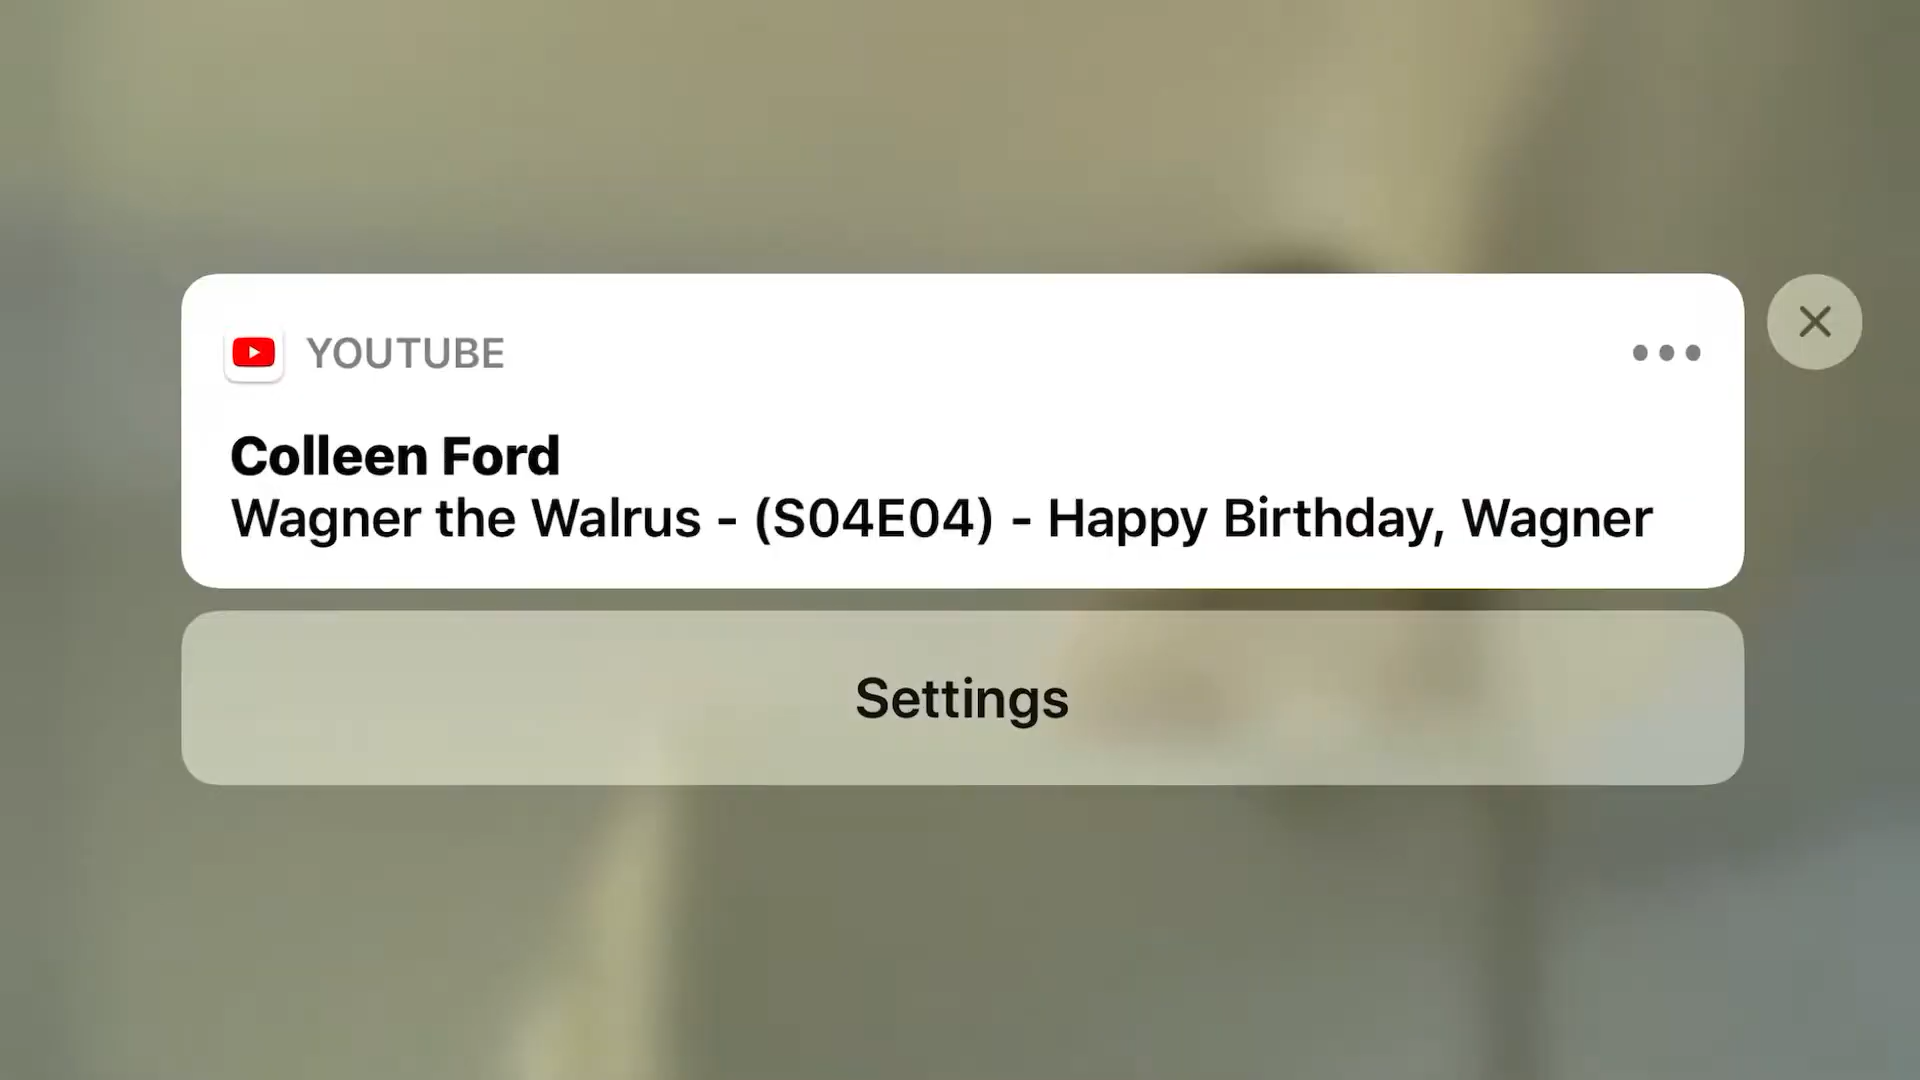 YOUTUBE
Colleen Ford
Wagner the Walrus - (S04E04) - Happy Birthday, Wagner
Settings